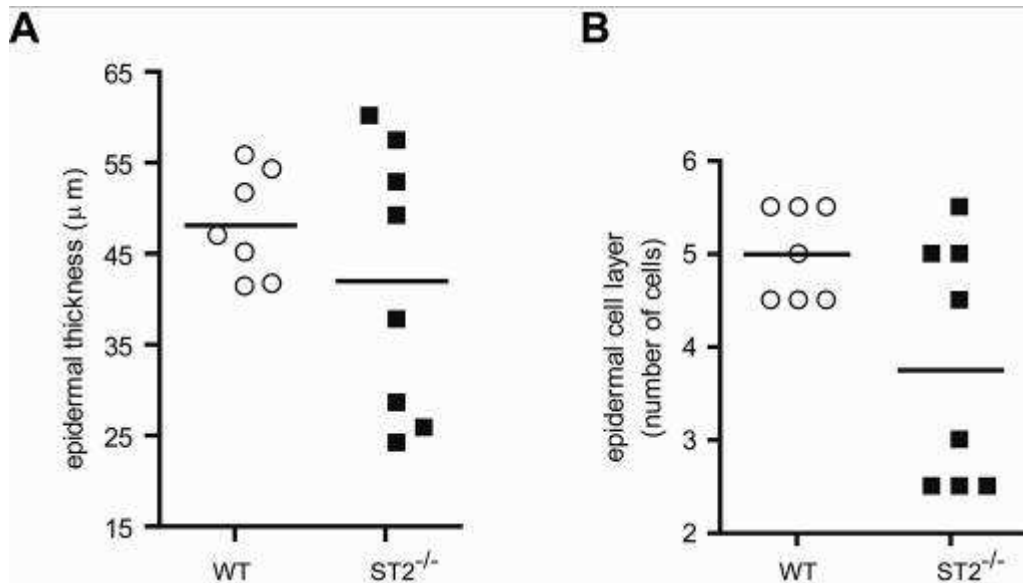 A
epidermal thickness (μm)
65
55
45
35
25
15
WT
ST2-/-
B
epidermal cell layer
(number of cells)
6
5
4
3
2
WT
ST2-/-